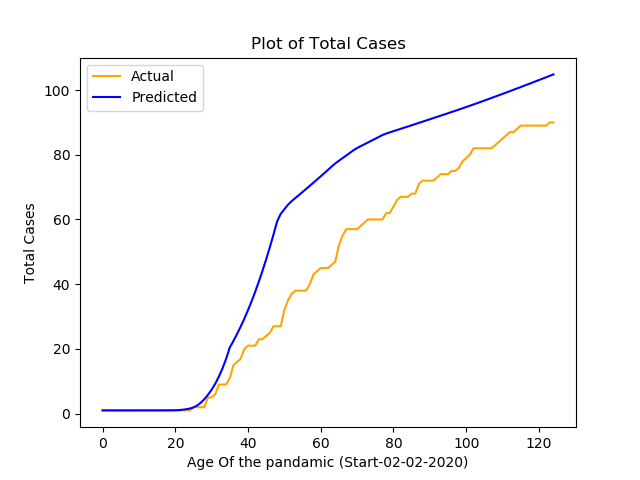 Plot of Total Cases
Actual
Predicted
100
80
60
40
20
0
Total Cases
0 20 40 60 80 100 120
Age Of the pandamic (Start-02-02-2020)